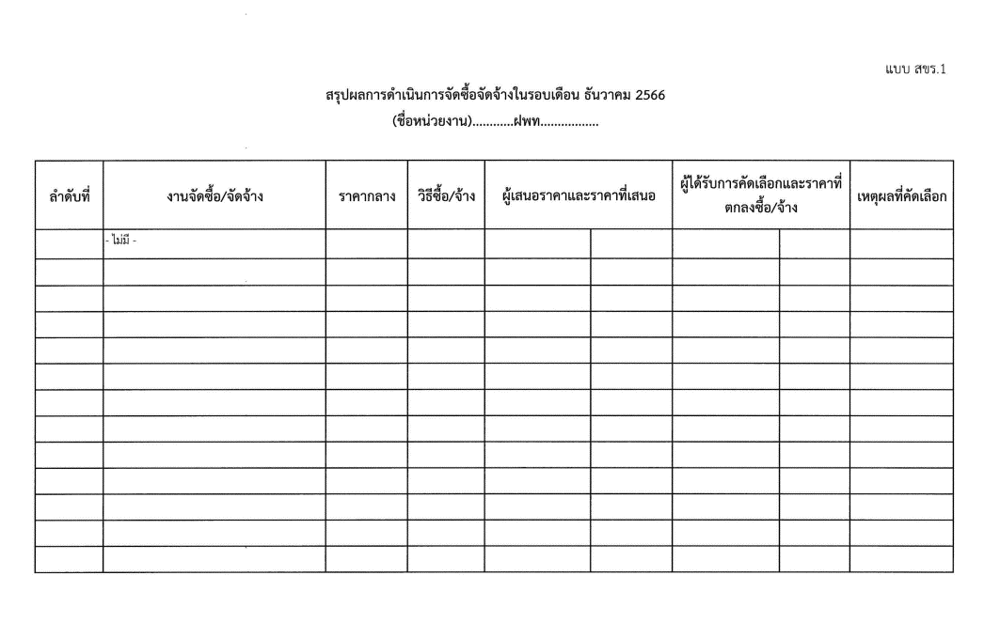 แบบ สขร.1
สรุปผลการดำเนินการจัดซื้อจัดจ้างในรอบเดือน ธันวาคม 2566
(ชื่อหน่วยงาน)............ฝพท.................
ลำดับที่ งานจัดซื้อ/จัดจ้าง ราคากลาง วิธีซื้อ/จ้าง ผู้เสนอราคาและราคาที่เสนอ ผู้ได้รับการคัดเลือกและราคาที่ เหตุผลที่คัดเลือก
ตกลงซื้อ/จ้าง
- ไม่มี -